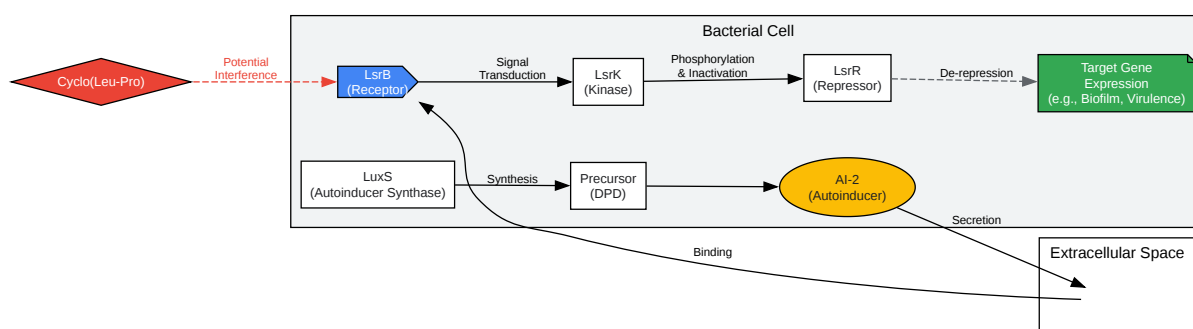 Bacterial Cell
Cyclo(Leu-Pro)
Potential
Interference
LsrB
(Receptor)
Signal
Transduction
LsrK
(Kinase)
Phosphorylation
& Inactivation
LsrR
(Repressor)
De-repression
Target Gene
Expression
(e.g., Biofilm, Virulence)
LuxS
(Autoinducer Synthase)
Synthesis
Precursor
(DPD)
AI-2
(Autoinducer)
Secretion
Binding
Extracellular Space